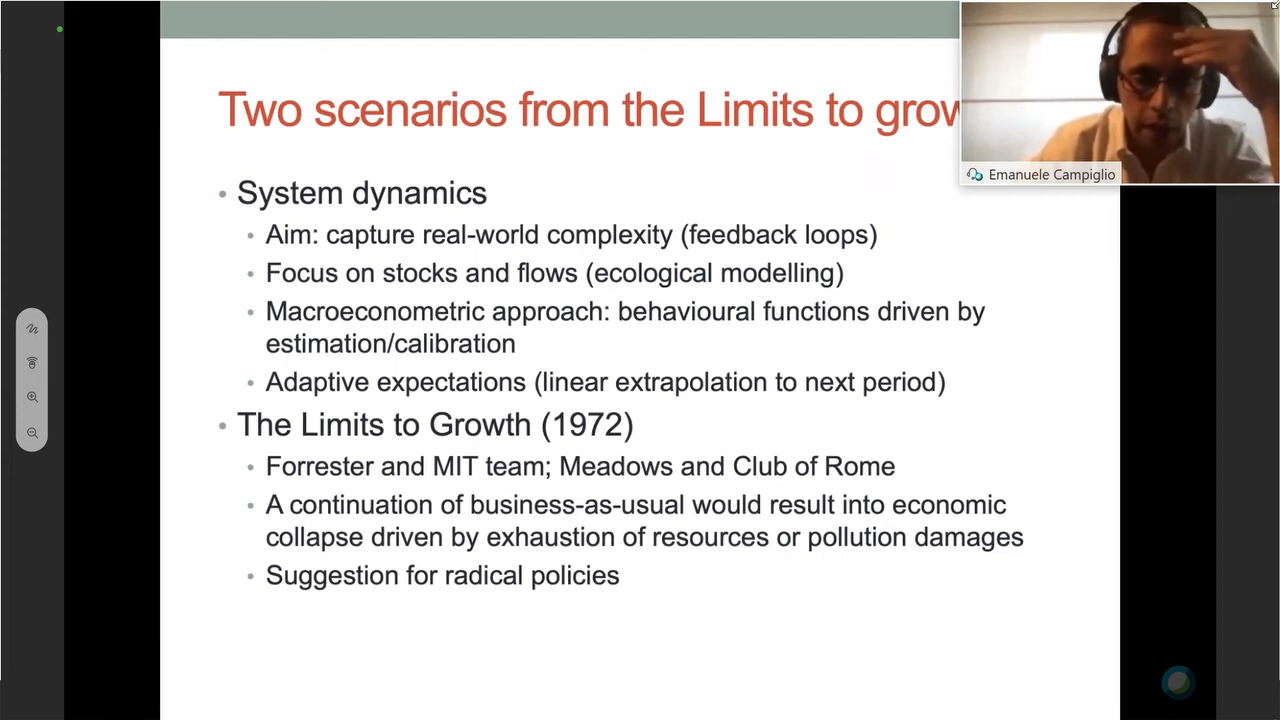 Two scenarios from the Limits to grow
Emanuele Campiglio
• System dynamics
• Aim: capture real-world complexity (feedback loops)
• Focus on stocks and flows (ecological modelling)
• Macroeconometric approach: behavioural functions driven by
estimation/calibration
• Adaptive expectations (linear extrapolation to next period)
• The Limits to Growth (1972)
• Forrester and MIT team; Meadows and Club of Rome
• A continuation of business-as-usual would result into economic
collapse driven by exhaustion of resources or pollution damages
• Suggestion for radical policies